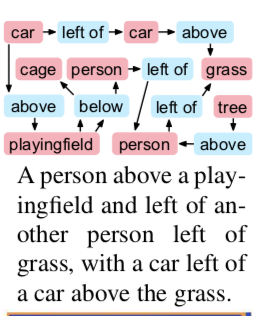 car left of car above
cage person left of grass
above below left of tree
playingfield person above
A person above a play-
ingfield and left of an-
other person left of
grass, with a car left of
a car above the grass.